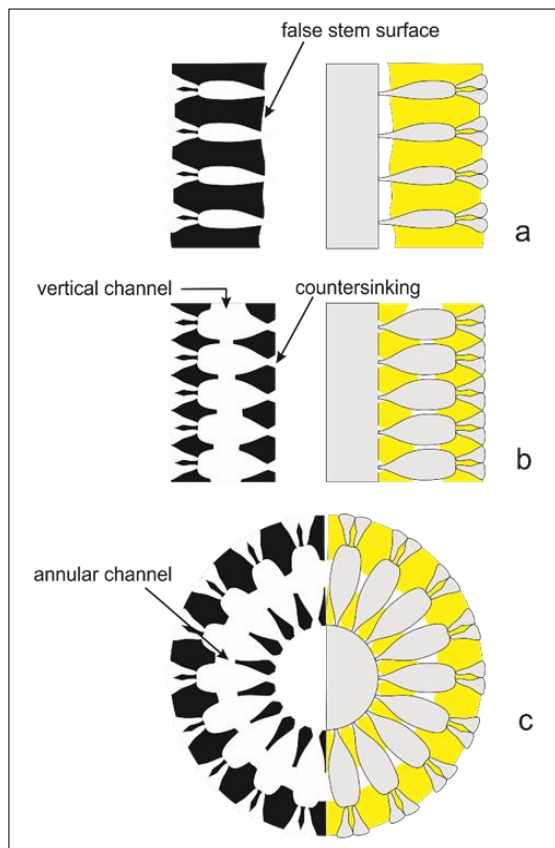 false stem surface
a
vertical channel
countersinking
b
annular channel
c